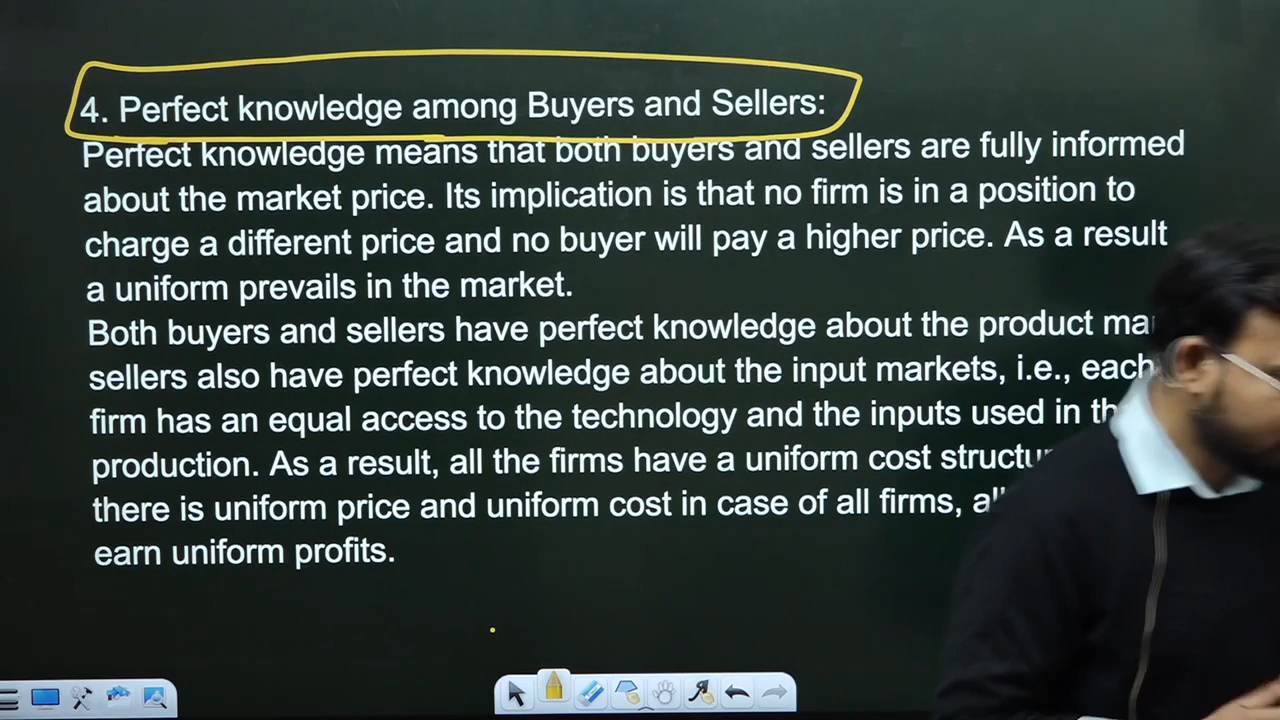 4. Perfect knowledge among Buyers and Sellers:
Perfect knowledge means that both buyers and sellers are fully informed
about the market price. Its implication is that no firm is in a position to
charge a different price and no buyer will pay a higher price. As a result
a uniform prevails in the market.
Both buyers and sellers have perfect knowledge about the product
sellers also have perfect knowledge about the input markets, i.e., each
firm has an equal access to the technology and the inputs used in
production. As a result, all the firms have a uniform cost
there is uniform price and uniform cost in case of all firms,
earn uniform profits.